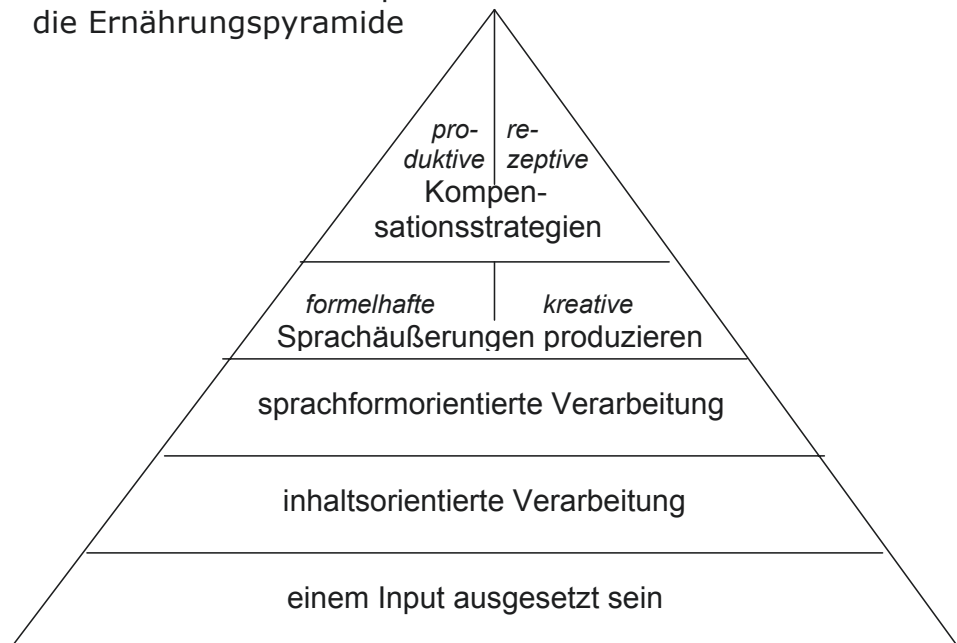 die Ernährungspyramide
pro- re-
duktive zeptive
Kompen-
sationsstrategien
formelhafte kreative
Sprachäußerungen produzieren
sprachformorientierte Verarbeitung
inhaltsorientierte Verarbeitung
einem Input ausgesetzt sein